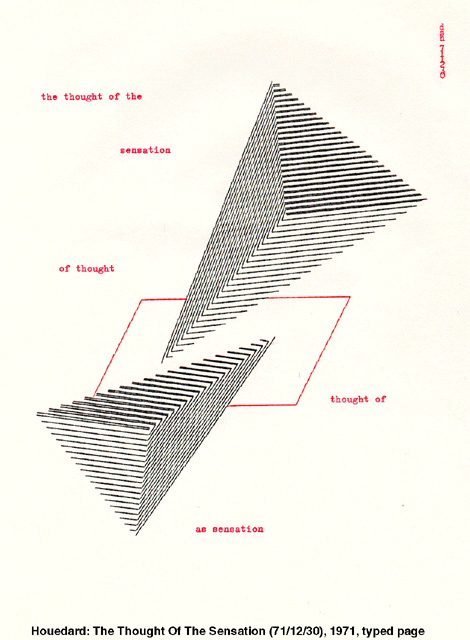 dsh 711230
the thought of the
sensation
of thought
thought of
as sensation
Houedard: The Thought Of The Sensation (71/12/30), 1971, typed page